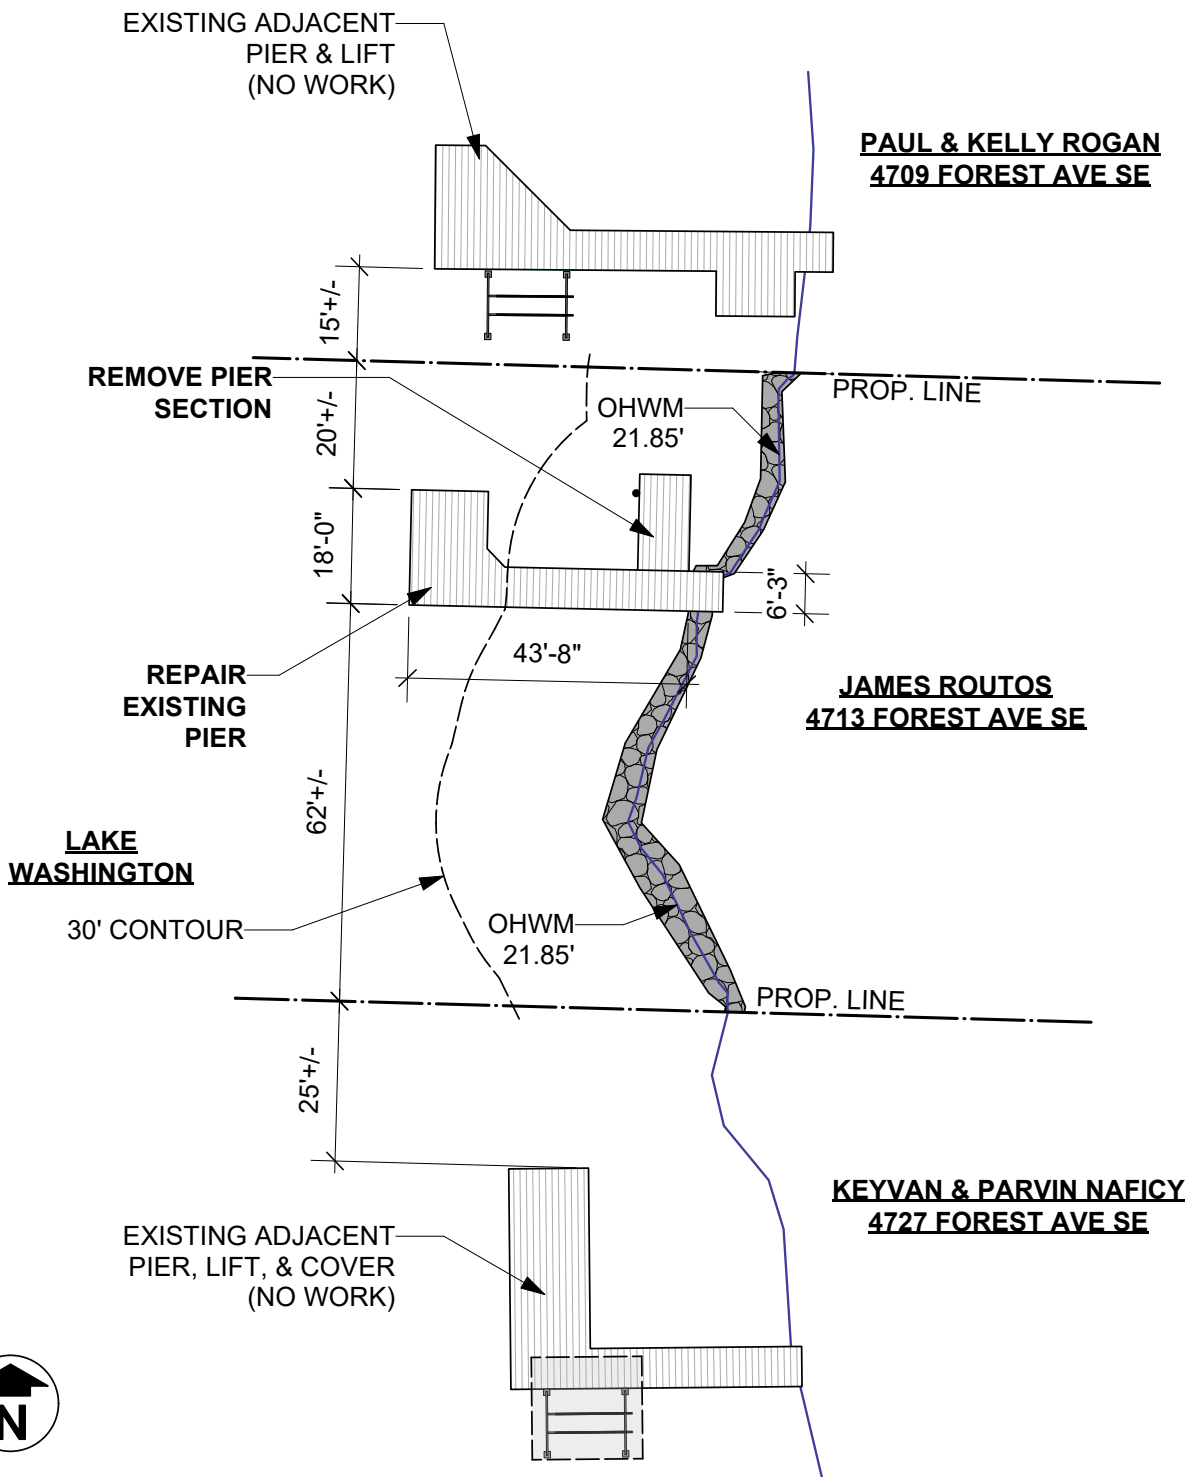 EXISTING ADJACENT
PIER & LIFT
(NO WORK)
PAUL & KELLY ROGAN
4709 FOREST AVE SE
15'+/-
REMOVE PIER
SECTION
PROP. LINE
OHWM
21.85'
20'+/-
18'-0"
6'-3"
43'-8"
REPAIR
EXISTING
PIER
JAMES ROUTOS
4713 FOREST AVE SE
62'+/-
LAKE
WASHINGTON
30' CONTOUR
OHWM
21.85'
PROP. LINE
25'+/-
KEYVAN & PARVIN NAFICY
4727 FOREST AVE SE
EXISTING ADJACENT
PIER, LIFT, & COVER
(NO WORK)
N